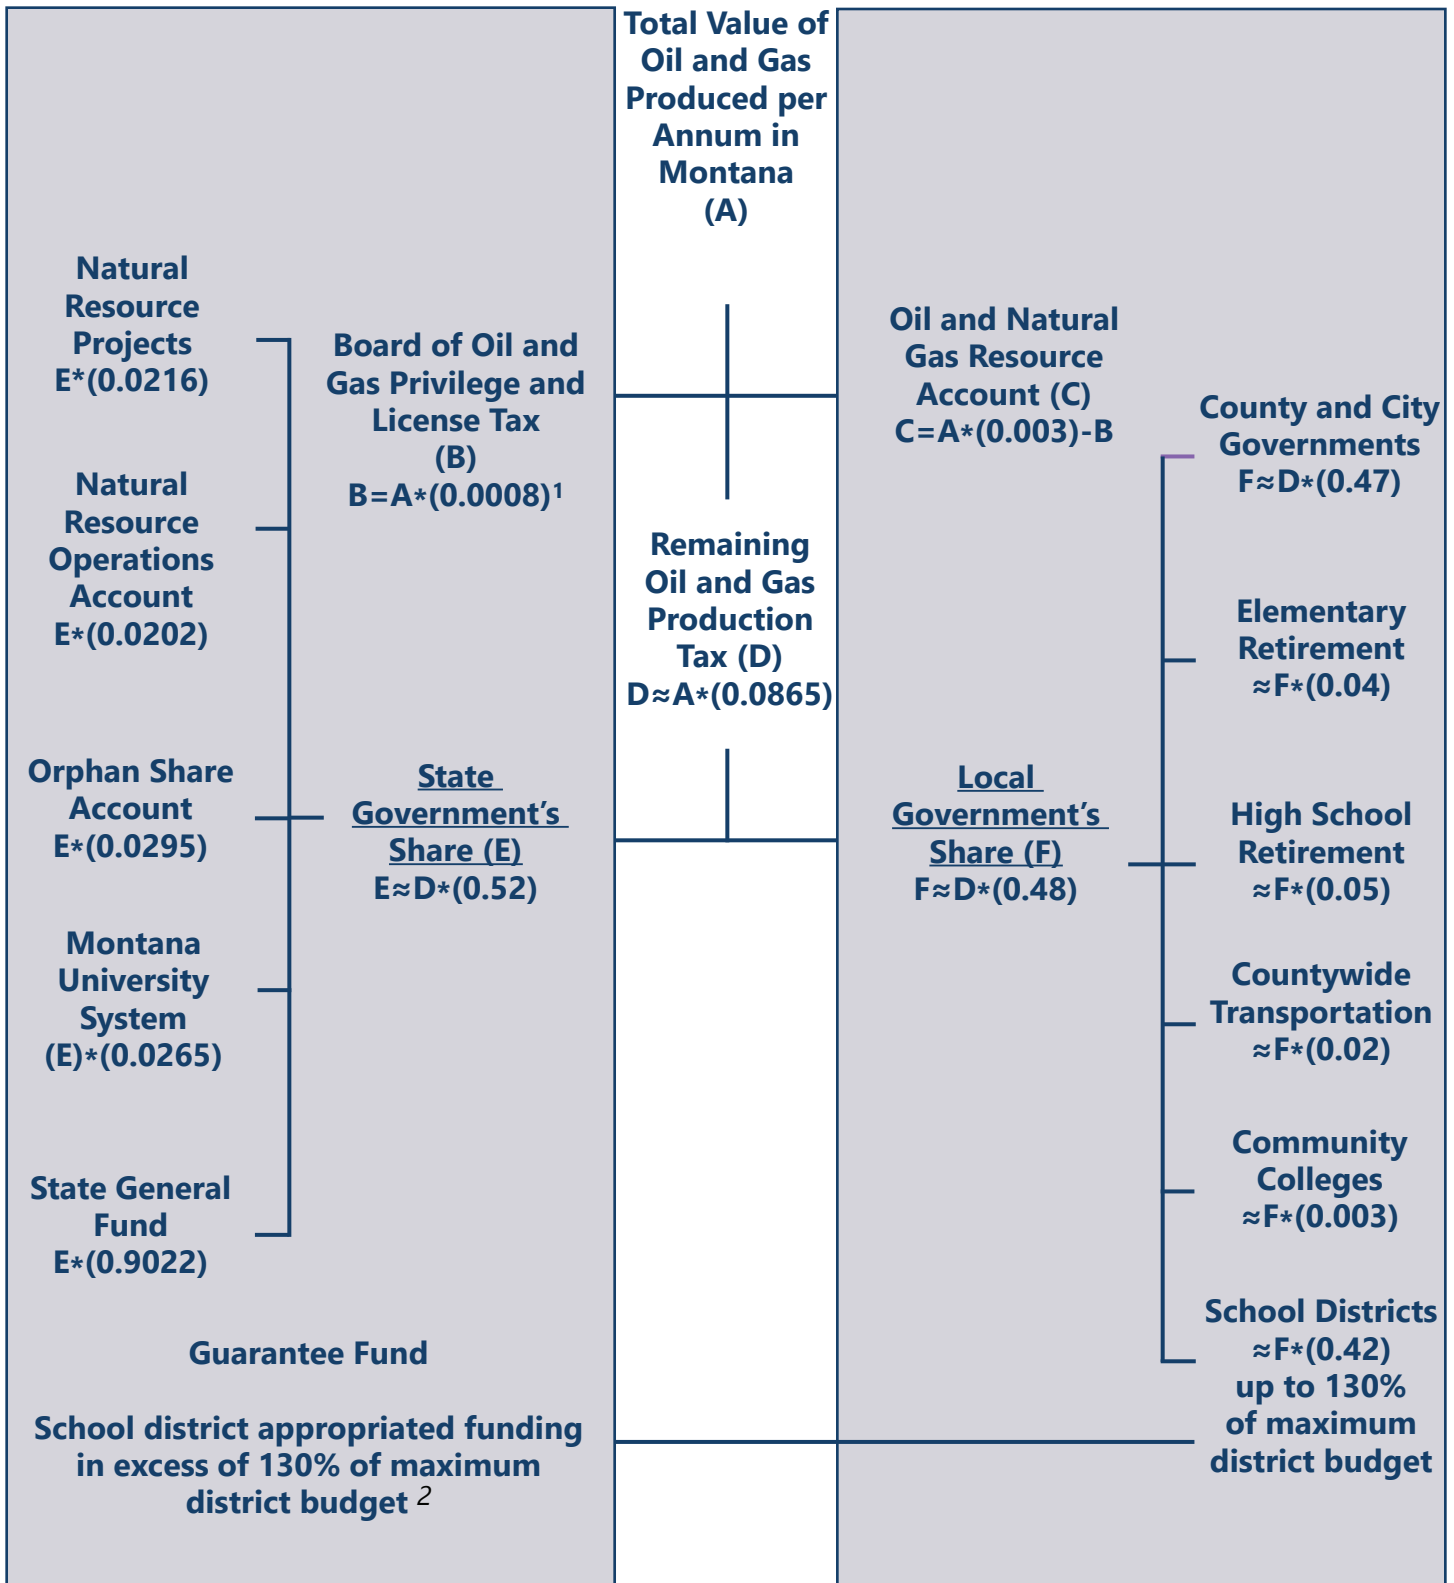 Total Value of
Oil and Gas
Produced per
Annum in
Montana
(A)
Natural
Resource
Projects
E*(0.0216)
Natural
Resource
Operations
Account
E*(0.0202)
Orphan Share
Account
E*(0.0295)
Montana
University
System
(E)*(0.0265)
State General
Fund
E*(0.9022)
Board of Oil and
Gas Privilege and
License Tax
(B)
B=A*(0.0008)¹
State
Government’s
Share (E)
E≈D*(0.52)
Guarantee Fund
School district appropriated funding
in excess of 130% of maximum
district budget ²
Remaining
Oil and Gas
Production
Tax (D)
D≈A*(0.0865)
Oil and Natural
Gas Resource
Account (C)
C=A*(0.003)-B
Local
Government’s
Share (F)
F≈D*(0.48)
County and City
Governments
F≈D*(0.47)
Elementary
Retirement
≈F*(0.04)
High School
Retirement
≈F*(0.05)
Countywide
Transportation
≈F*(0.02)
Community
Colleges
≈F*(0.003)
School Districts
≈F*(0.42)
up to 130%
of maximum
district budget